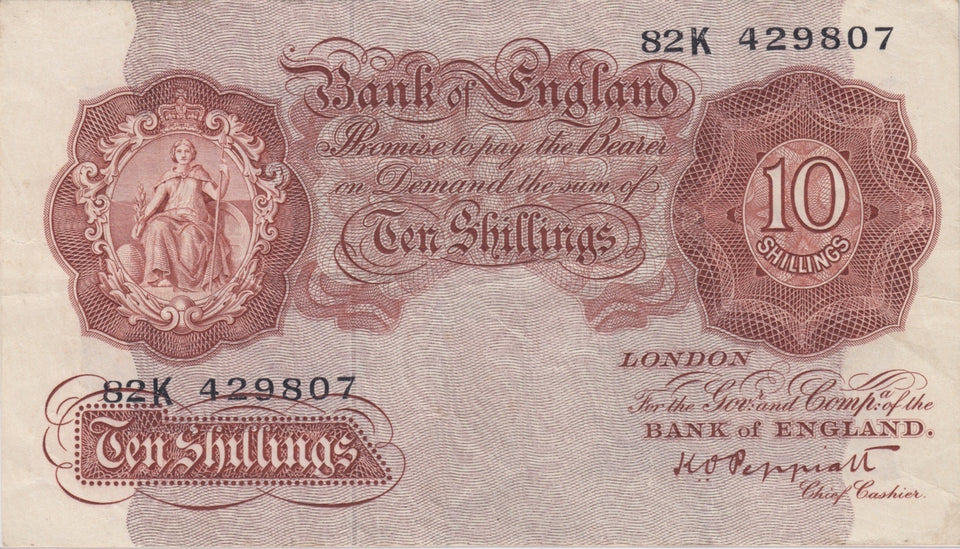 82K 429807
Bank of England
Promise to pay the Bearer
on Demand the sum of
Ten Shillings
10
SHILLINGS
LONDON
For the Gov.r and Comp.a of the
BANK of ENGLAND.
K O Peppiatt
Chief Cashier.
82K 429807
Ten Shillings